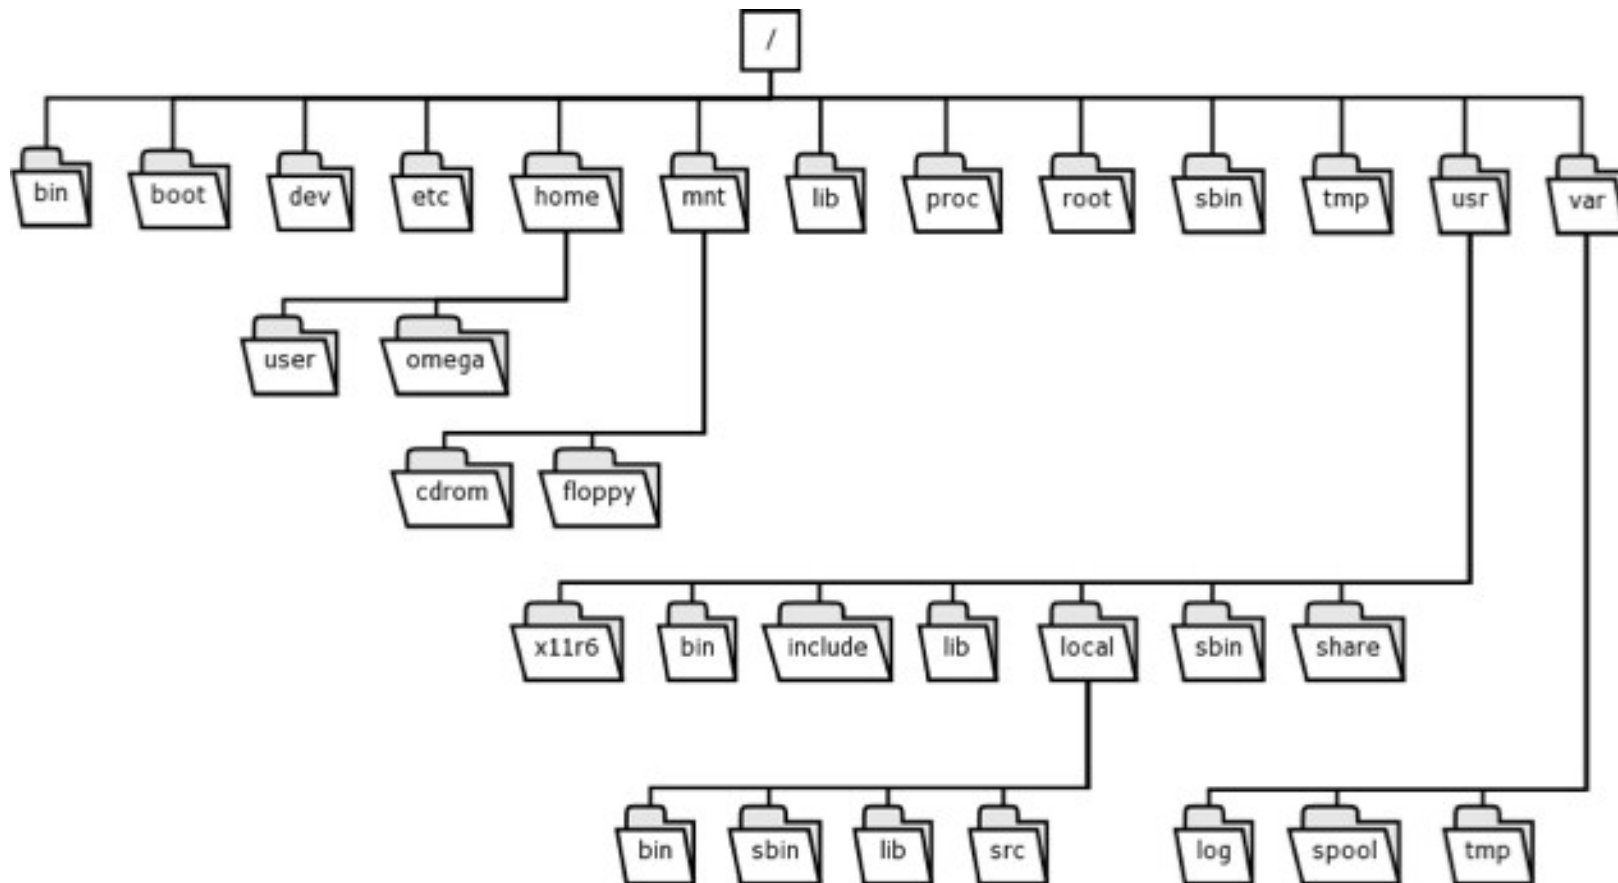 /
bin boot dev etc home mnt lib proc root sbin tmp usr var
user omega
cdrom floppy
x11r6 bin include lib local sbin share
bin sbin lib src log spool tmp